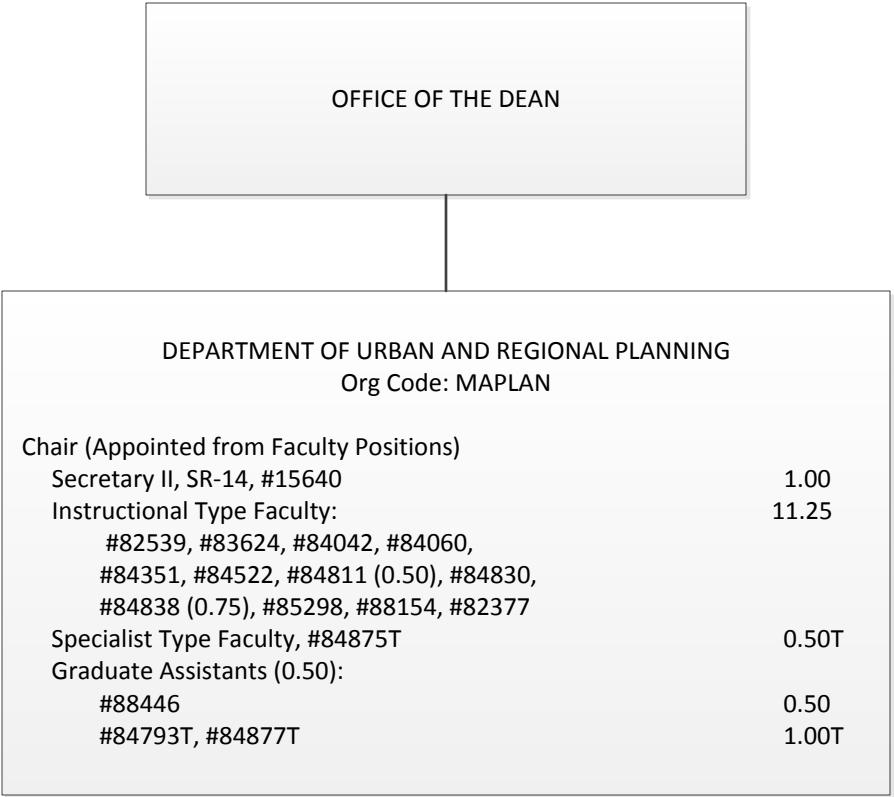 OFFICE OF THE DEAN
DEPARTMENT OF URBAN AND REGIONAL PLANNING
Org Code: MAPLAN
Chair (Appointed from Faculty Positions)
Secretary II, SR-14, #15640 1.00
Instructional Type Faculty: 11.25
#82539, #83624, #84042, #84060,
#84351, #84522, #84811 (0.50), #84830,
#84838 (0.75), #85298, #88154, #82377
Specialist Type Faculty, #84875T 0.50T
Graduate Assistants (0.50):
#88446 0.50
#84793T, #84877T 1.00T